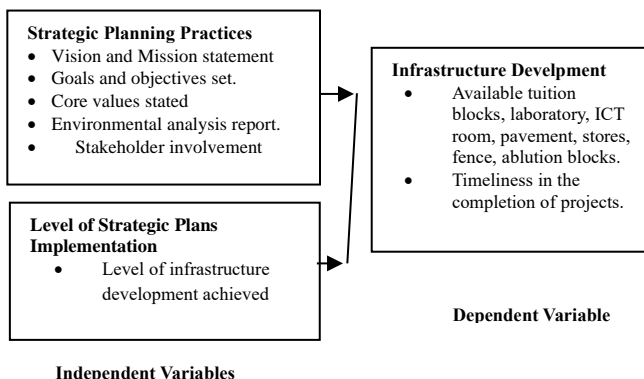 Strategic Planning Practices
• Vision and Mission statement
• Goals and objectives set.
• Core values stated
• Environmental analysis report.
• Stakeholder involvement
Level of Strategic Plans
Implementation
• Level of infrastructure
development achieved
Independent Variables
Infrastructure Develpment
• Available tuition
blocks, laboratory, ICT
room, pavement, stores,
fence, ablution blocks.
• Timeliness in the
completion of projects.
Dependent Variable